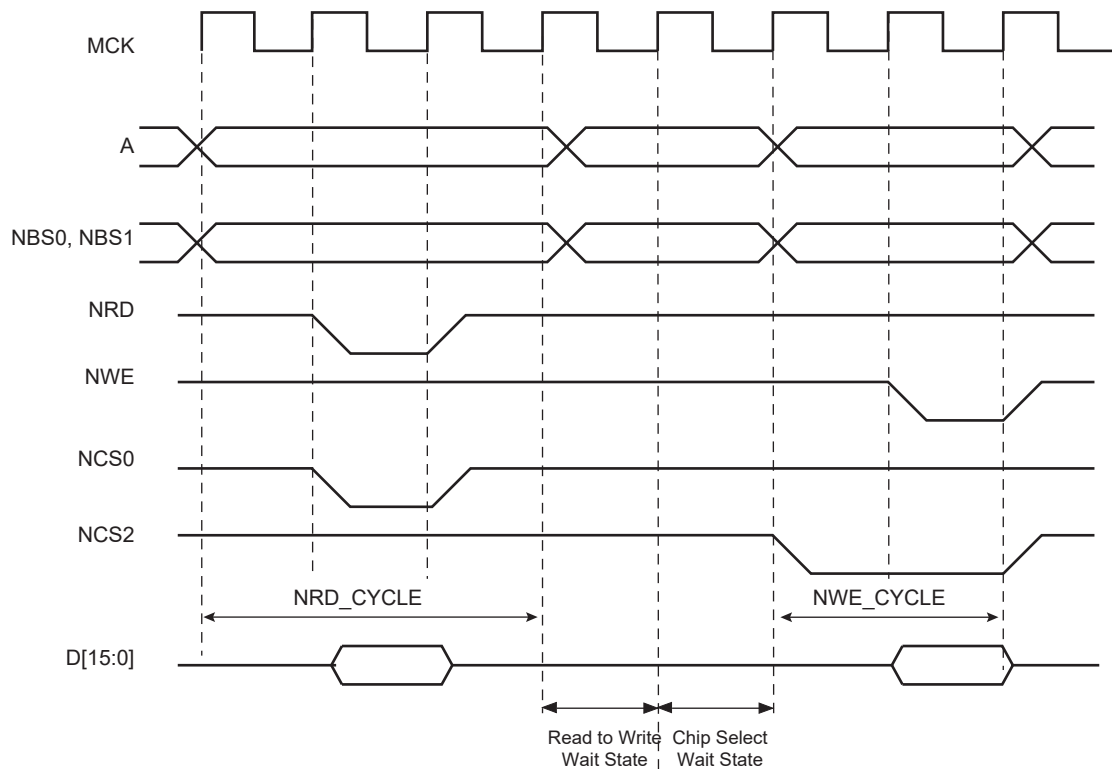 MCK
A
NBS0, NBS1
NRD
NWE
NCS0
NCS2
NRD_CYCLE
NWE_CYCLE
D[15:0]
Read to Write
Wait State
Chip Select
Wait State